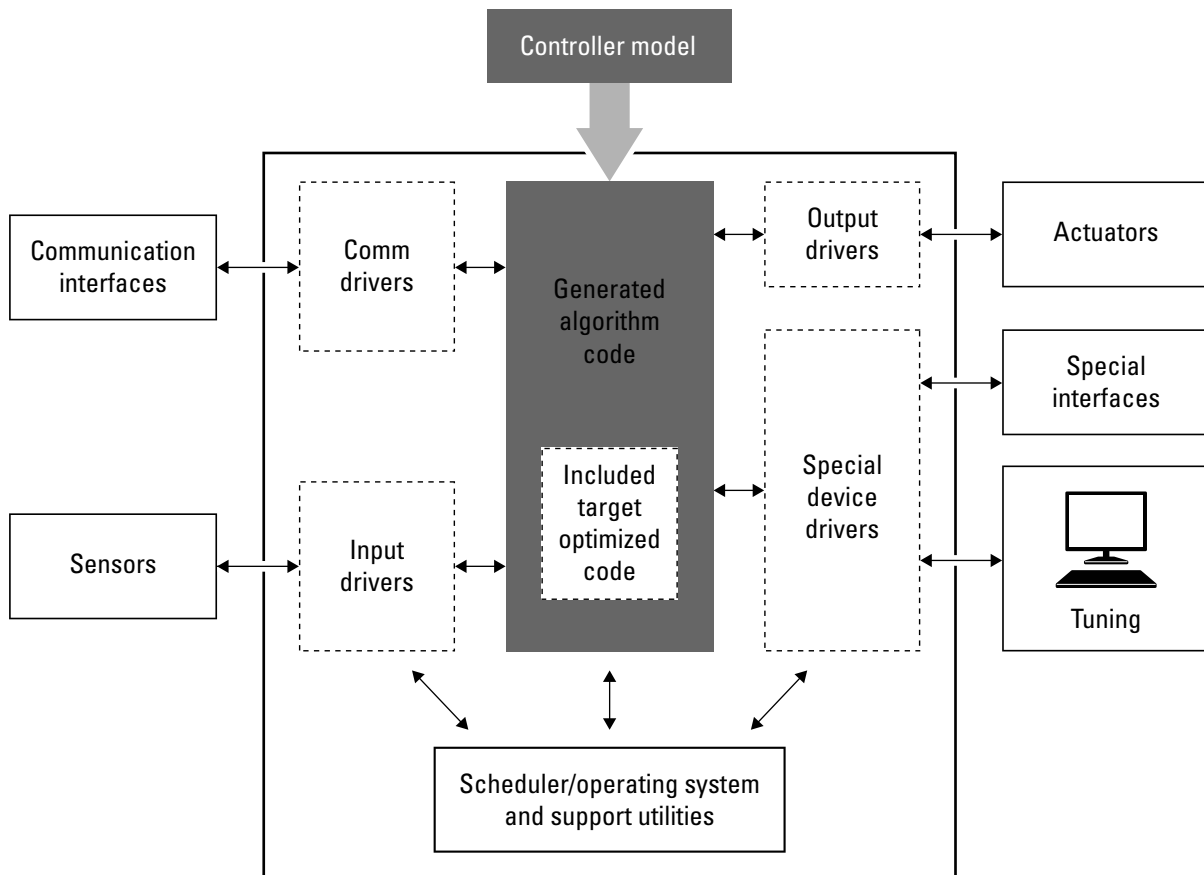 Controller model
Communication
interfaces
Comm
drivers
Generated
algorithm
code
Output
drivers
Actuators
Special
interfaces
Sensors
Input
drivers
Included
target
optimized
code
Special
device
drivers
Tuning
Scheduler/operating system
and support utilities